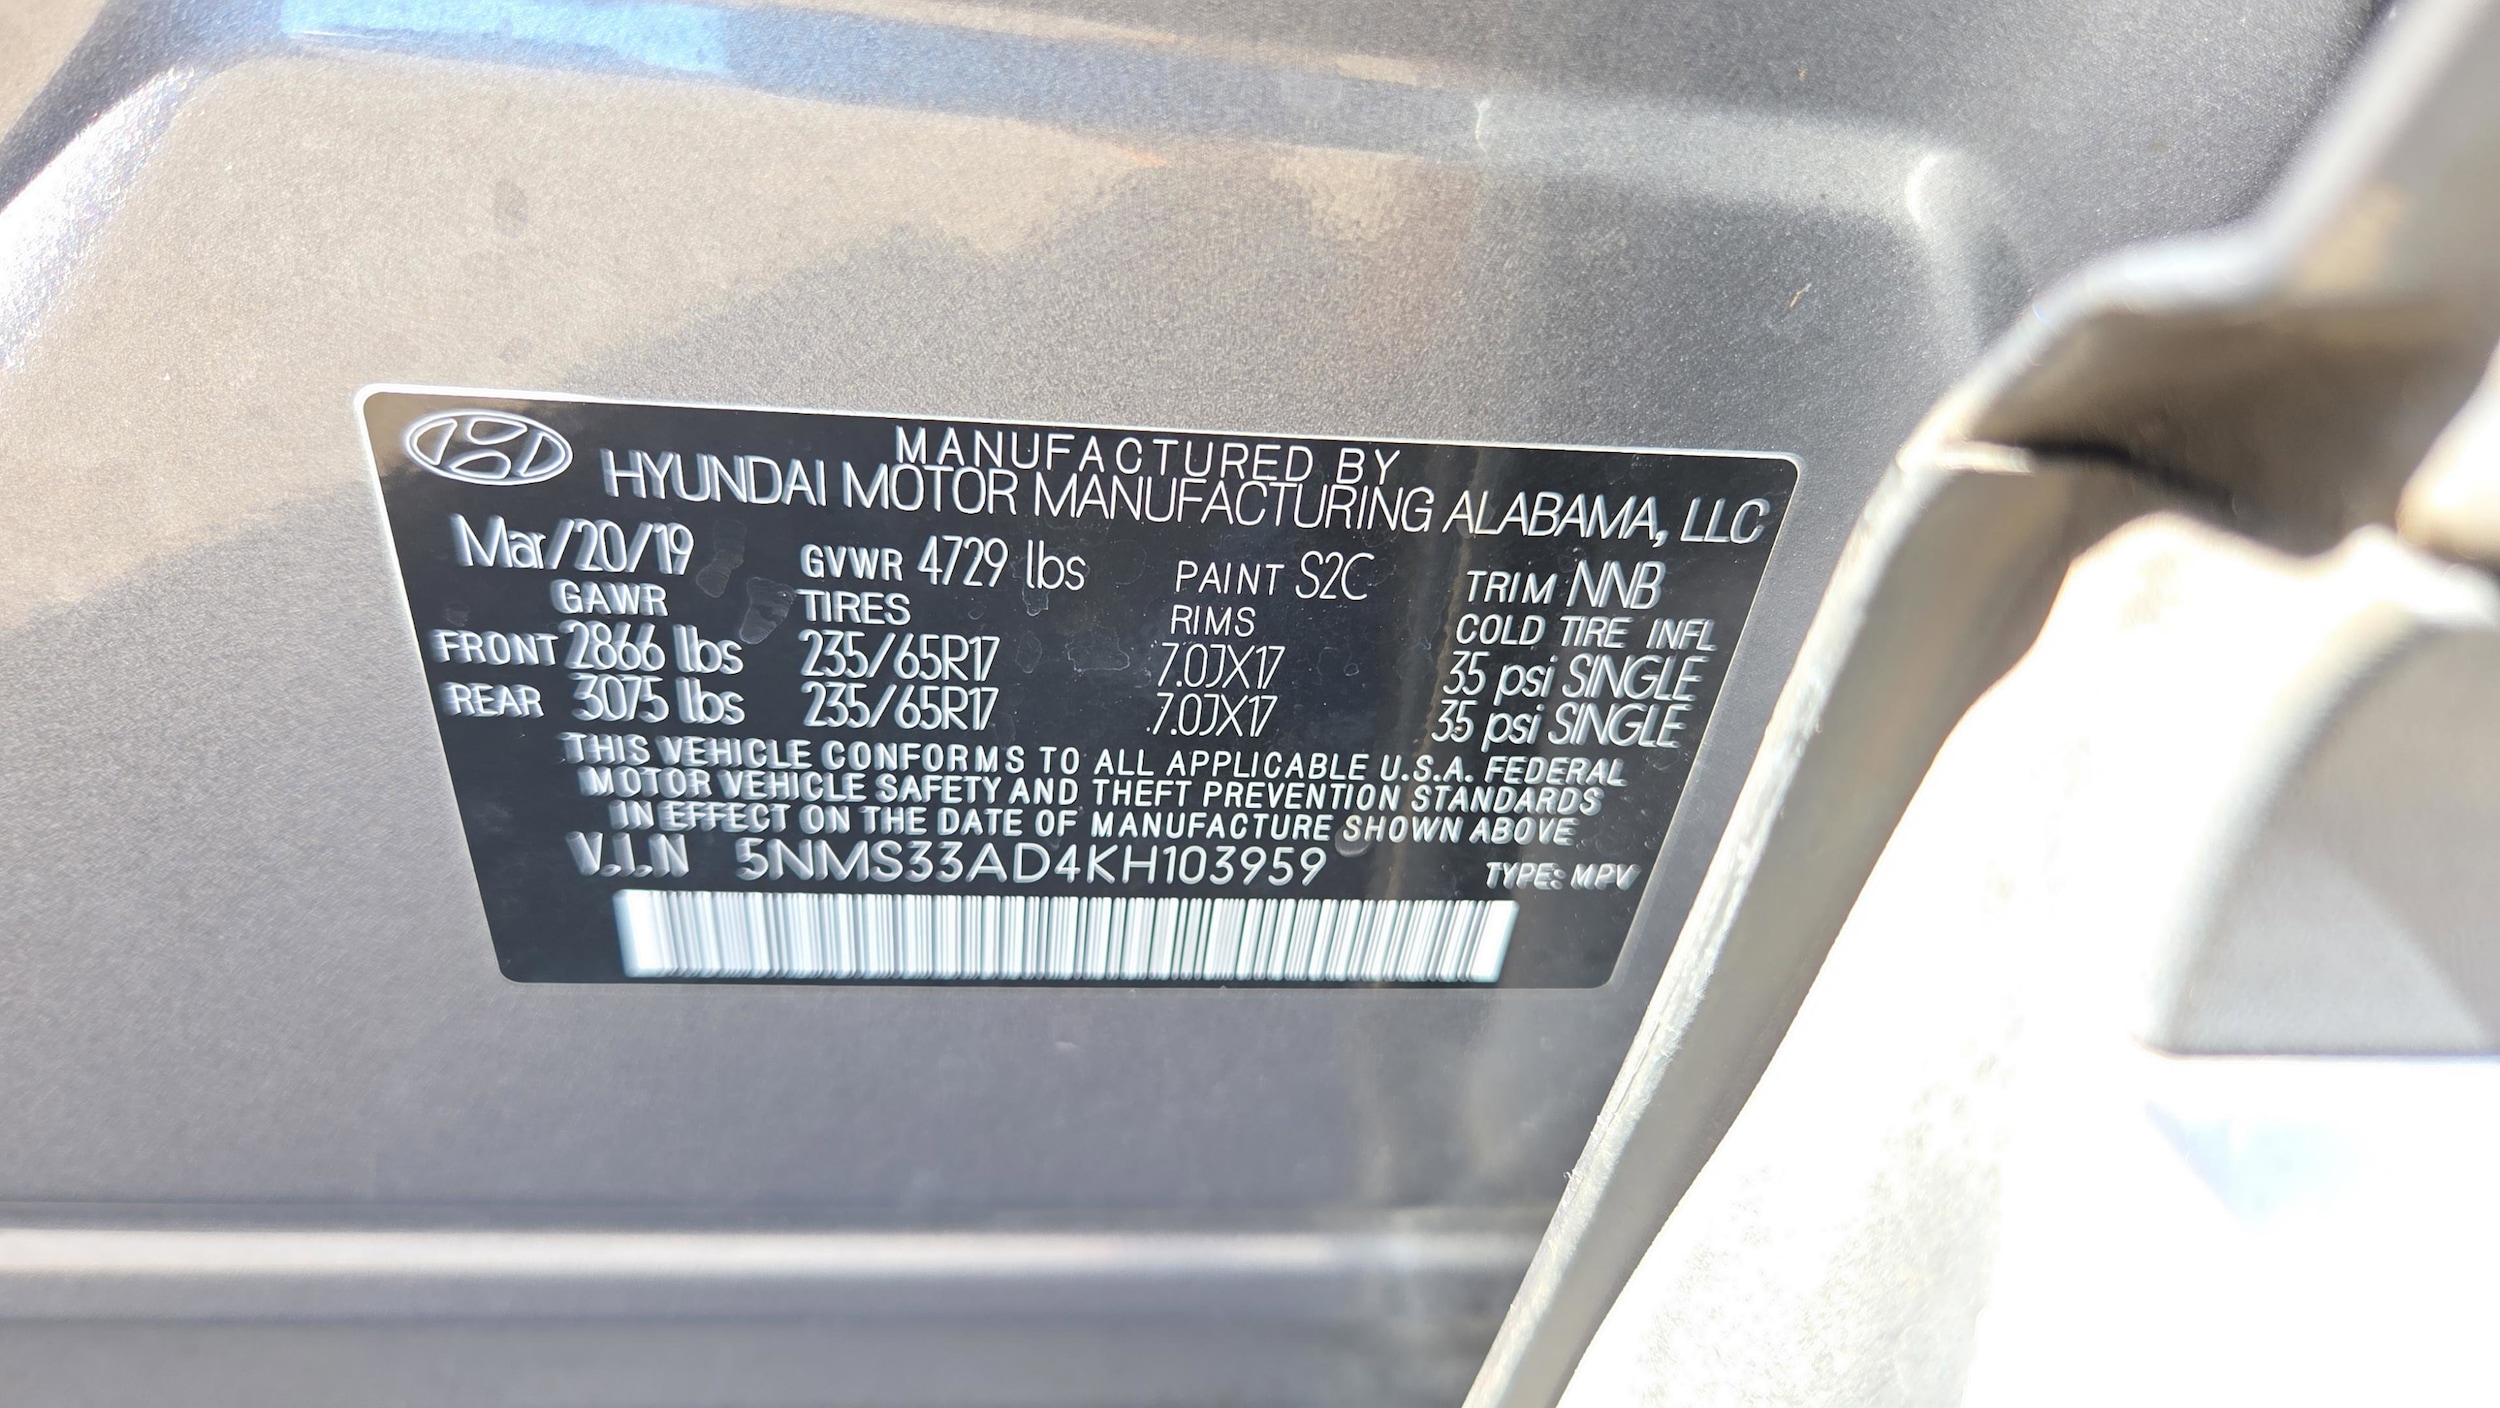 MANUFACTURED BY
HYUNDAI MOTOR MANUFACTURING ALABAMA, LLC
Mar/20/19 GVWR 4729 lbs PAINT S2C TRIM NNB
GAWR TIRES RIMS COLD TIRE INFL
FRONT 2866 lbs 235/65R17 7.0JX17 35 psi SINGLE
REAR 3075 lbs 235/65R17 7.0JX17 35 psi SINGLE
THIS VEHICLE CONFORMS TO ALL APPLICABLE U.S.A. FEDERAL
MOTOR VEHICLE SAFETY AND THEFT PREVENTION STANDARDS
IN EFFECT ON THE DATE OF MANUFACTURE SHOWN ABOVE
V.I.N 5NMS33AD4KH103959 TYPE: MPV